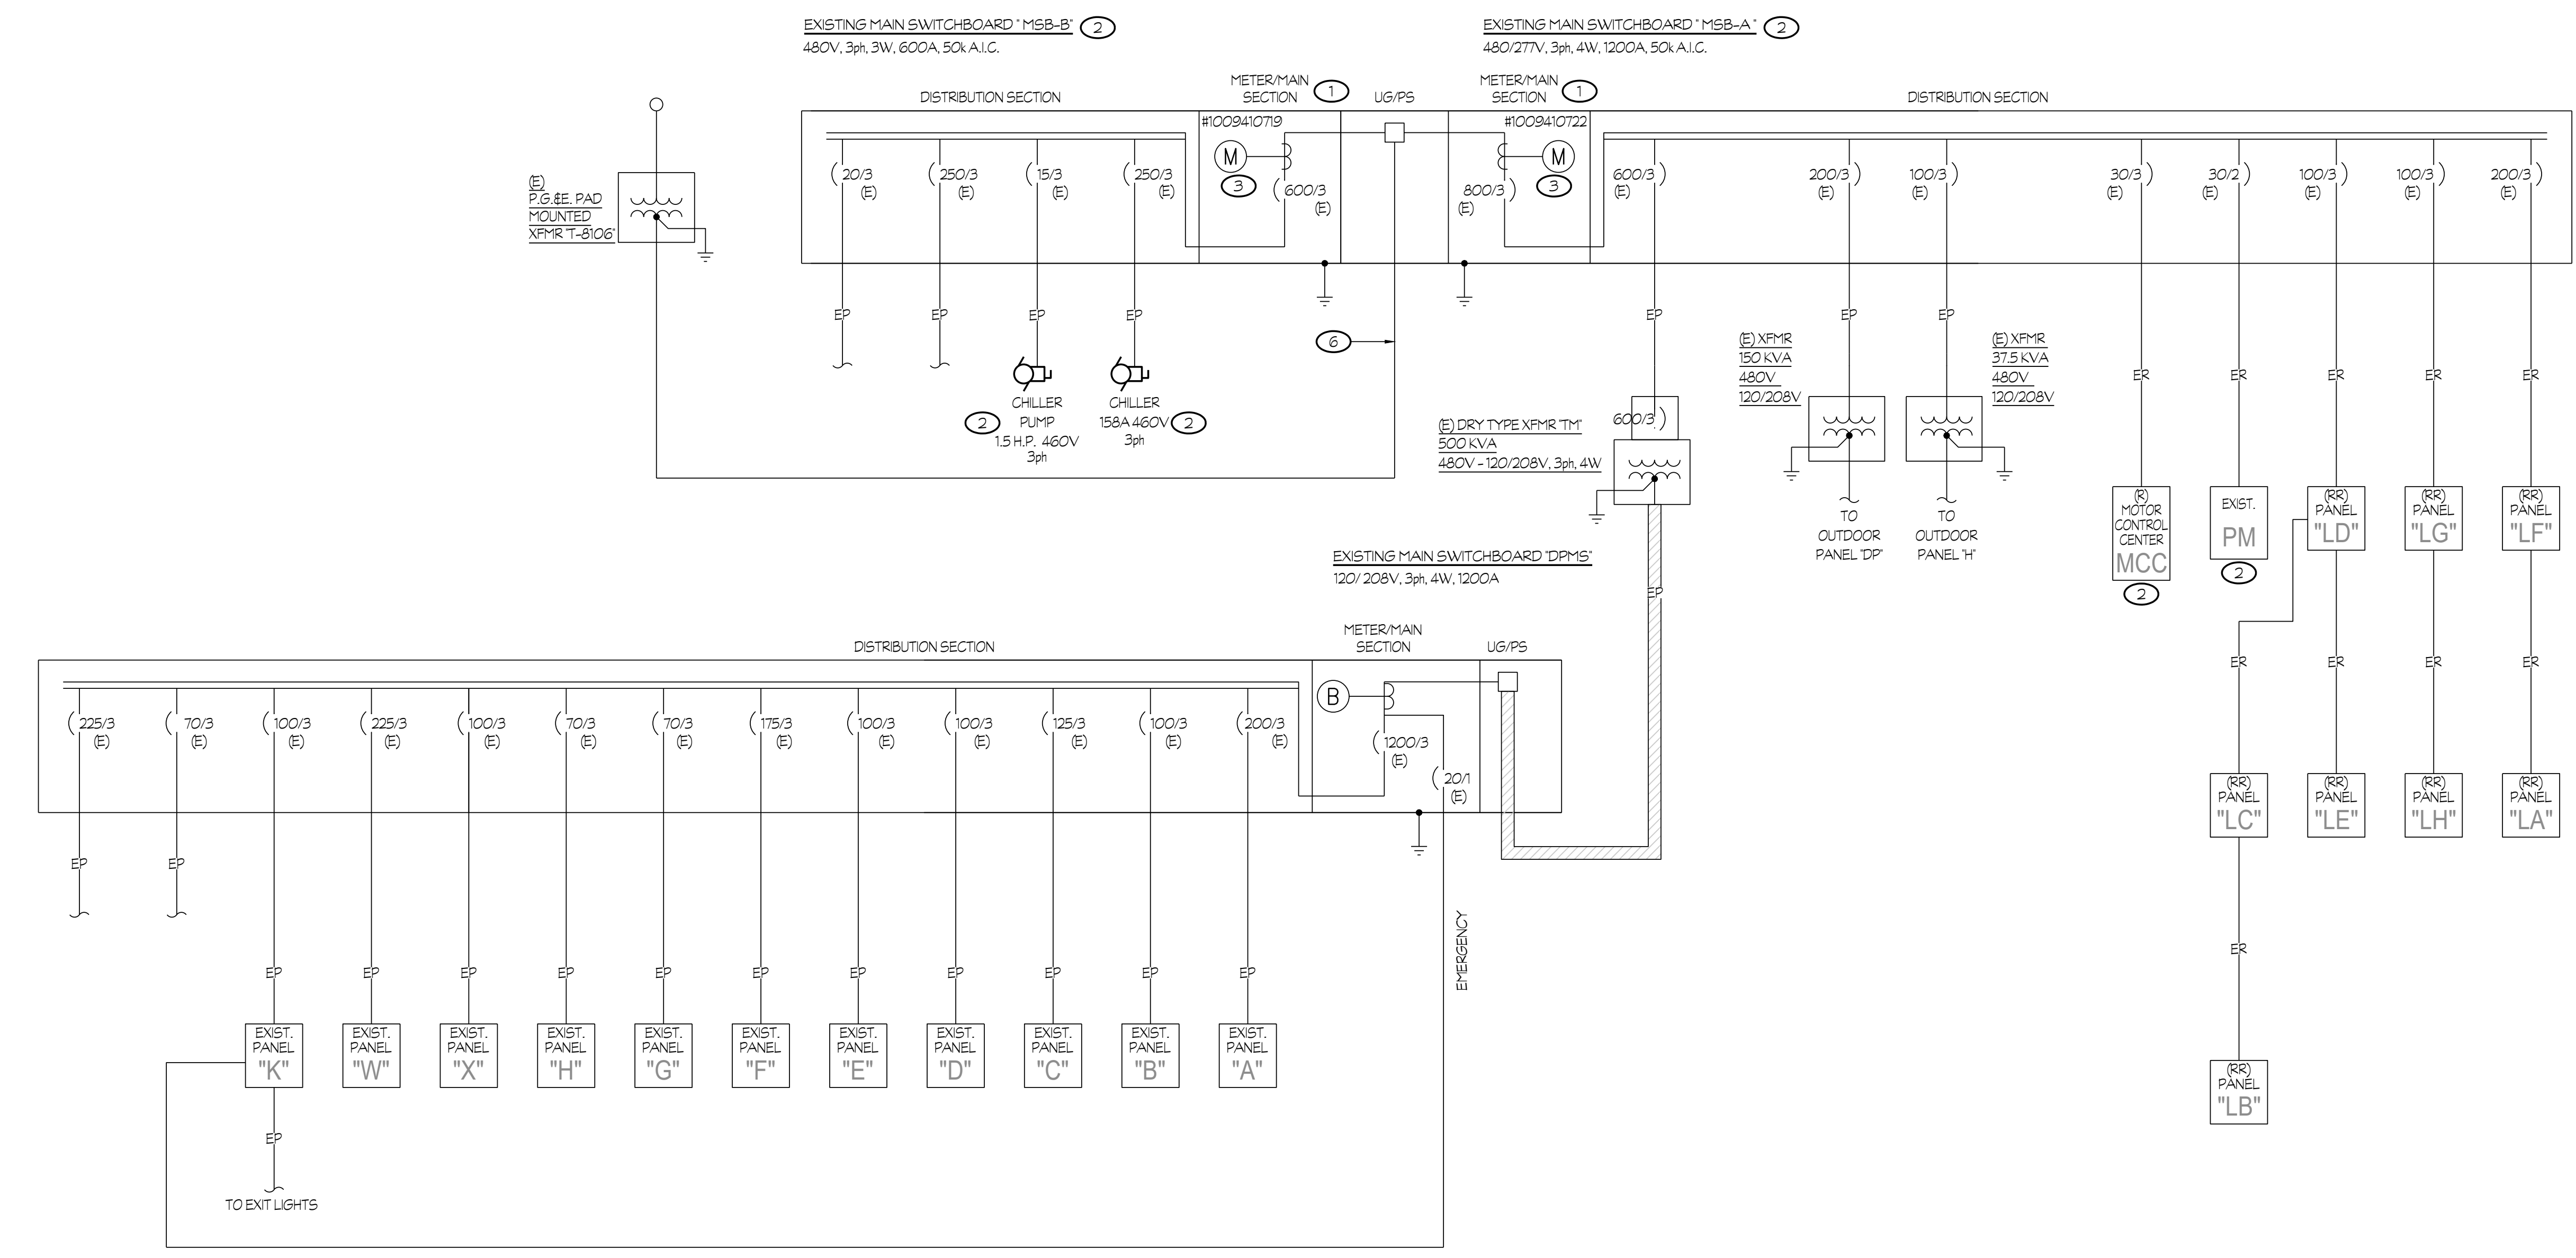 EXISTING MAIN SWITCHBOARD " MSB-B" 2
480V, 3ph, 3W, 600A, 50k A.I.C.
EXISTING MAIN SWITCHBOARD " MSB-A " 2
480/277V, 3ph, 4W, 1200A, 50k A.I.C.
DISTRIBUTION SECTION
METER/MAIN
SECTION
1
UG/PS
METER/MAIN
SECTION
1
DISTRIBUTION SECTION
#1009410719
#1009410722
M
3
M
3
20/3
(E)
250/3
(E)
15/3
(E)
250/3
(E)
600/3
(E)
800/3
(E)
600/3
(E)
200/3
(E)
100/3
(E)
30/3
(E)
30/2
(E)
100/3
(E)
100/3
(E)
200/3
(E)
(E)
P.G.&E. PAD
MOUNTED
XFMR "T-8106"
EP
EP
EP
EP
EP
EP
EP
6
ER
ER
ER
ER
ER
CHILLER
PUMP
1.5 H.P. 460V
3ph
2
CHILLER
158A 460V
3ph
2
(E) XFMR
150 KVA
480V
120/208V
(E) XFMR
37.5 KVA
480V
120/208V
600/3
(E) DRY TYPE XFMR "TM"
500 KVA
480V - 120/208V, 3ph, 4W
TO
OUTDOOR
PANEL "DP"
TO
OUTDOOR
PANEL "H"
(R)
MOTOR
CONTROL
CENTER
MCC
2
EXIST.
PM
2
(RR)
PANEL
"LD"
(RR)
PANEL
"LG"
(RR)
PANEL
"LF"
EXISTING MAIN SWITCHBOARD "DPMS"
120/ 208V, 3ph, 4W, 1200A
EP
DISTRIBUTION SECTION
METER/MAIN
SECTION
UG/PS
ER
ER
ER
ER
B
225/3
(E)
70/3
(E)
100/3
(E)
225/3
(E)
100/3
(E)
70/3
(E)
70/3
(E)
175/3
(E)
100/3
(E)
100/3
(E)
125/3
(E)
100/3
(E)
200/3
(E)
1200/3
(E)
20/1
(E)
(RR)
PANEL
"LC"
(RR)
PANEL
"LE"
(RR)
PANEL
"LH"
(RR)
PANEL
"LA"
EP
EP
EMERGENCY
ER
EP
EP
EP
EP
EP
EP
EP
EP
EP
EP
EP
EXIST.
PANEL
"K"
EXIST.
PANEL
"W"
EXIST.
PANEL
"X"
EXIST.
PANEL
"H"
EXIST.
PANEL
"G"
EXIST.
PANEL
"F"
EXIST.
PANEL
"E"
EXIST.
PANEL
"D"
EXIST.
PANEL
"C"
EXIST.
PANEL
"B"
EXIST.
PANEL
"A"
(RR)
PANEL
"LB"
EP
TO EXIT LIGHTS